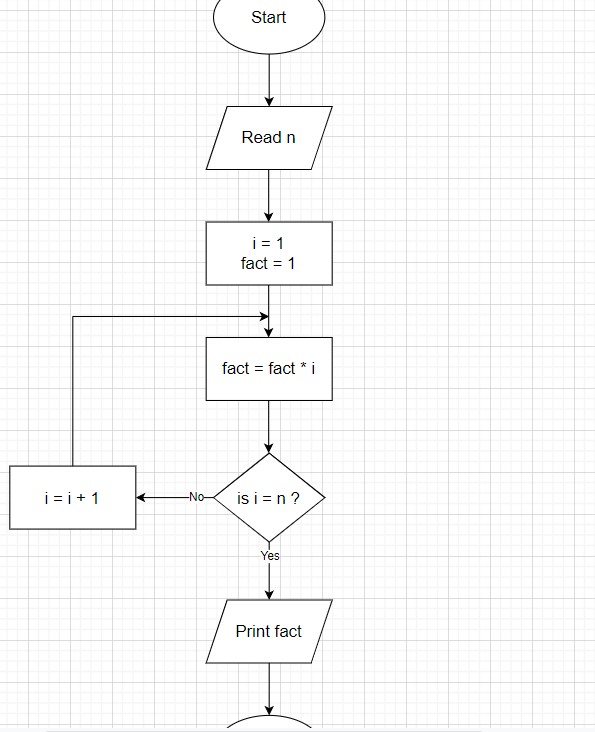 Start
Read n
i = 1
fact = 1
fact = fact * i
i = i + 1
No
is i = n ?
Yes
Print fact